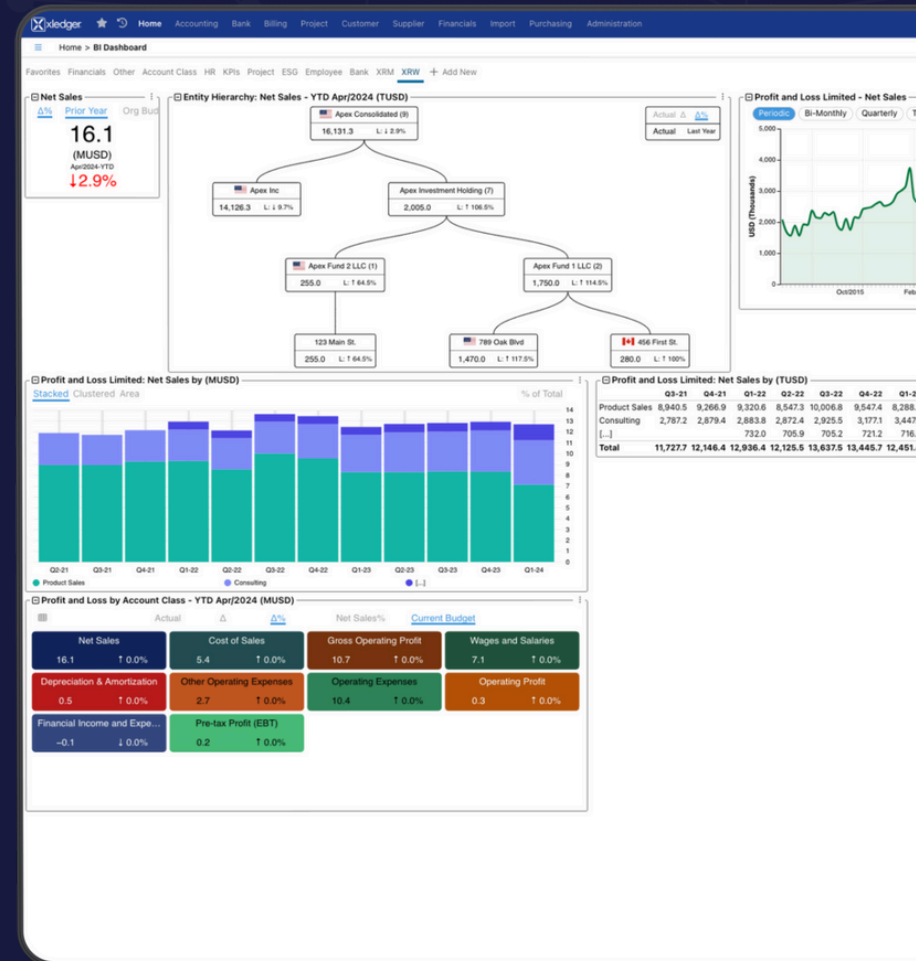 xledger Home Accounting Bank Billing Project Customer Supplier Financials Import Purchasing Administration
Home > BI Dashboard
Favorites Financials Other Account Class HR KPIs Project ESG Employee Bank XRM XRW + Add New
Net Sales
Δ% Prior Year Org Bud
16.1
(MUSD)
Apr/2024-YTD
↓2.9%
Entity Hierarchy: Net Sales - YTD Apr/2024 (TUSD)
Actual Δ Δ%
Actual Last Year
Apex Consolidated (9)
16,131.3 L: ↓ 2.9%
Apex Inc
14,126.3 L: ↓ 9.7%
Apex Investment Holding (7)
2,005.0 L: ↑ 106.5%
Apex Fund 2 LLC (1)
255.0 L: ↑ 64.5%
Apex Fund 1 LLC (2)
1,750.0 L: ↑ 114.5%
123 Main St.
255.0 L: ↑ 64.5%
789 Oak Blvd
1,470.0 L: ↑ 117.5%
456 First St.
280.0 L: ↑ 100%
Profit and Loss Limited - Net Sales -
Periodic Bi-Monthly Quarterly T
USD (Thousands)
5,000
4,000
3,000
2,000
1,000
0
Oct/2015 Feb
Profit and Loss Limited: Net Sales by (MUSD)
Stacked Clustered Area % of Total
14
13
12
11
10
9
8
7
6
5
4
3
2
1
0
Q2-21 Q3-21 Q4-21 Q1-22 Q2-22 Q3-22 Q4-22 Q1-23 Q2-23 Q3-23 Q4-23 Q1-24
Product Sales Consulting [...]
Profit and Loss Limited: Net Sales by (TUSD)
Q3-21 Q4-21 Q1-22 Q2-22 Q3-22 Q4-22 Q1-2
Product Sales 8,940.5 9,266.9 9,320.6 8,547.3 10,006.8 9,547.4 8,288.
Consulting 2,787.2 2,879.4 2,883.8 2,872.4 2,925.5 3,177.1 3,447
[...] 732.0 705.9 705.2 721.2 716.
Total 11,727.7 12,146.4 12,936.4 12,125.5 13,637.5 13,445.7 12,451.
Profit and Loss by Account Class - YTD Apr/2024 (MUSD)
Actual Δ Δ% Net Sales% Current Budget
Net Sales
16.1 ↑ 0.0%
Cost of Sales
5.4 ↑ 0.0%
Gross Operating Profit
10.7 ↑ 0.0%
Wages and Salaries
7.1 ↑ 0.0%
Depreciation & Amortization
0.5 ↑ 0.0%
Other Operating Expenses
2.7 ↑ 0.0%
Operating Expenses
10.4 ↑ 0.0%
Operating Profit
0.3 ↑ 0.0%
Financial Income and Expe...
−0.1 ↓ 0.0%
Pre-tax Profit (EBT)
0.2 ↑ 0.0%